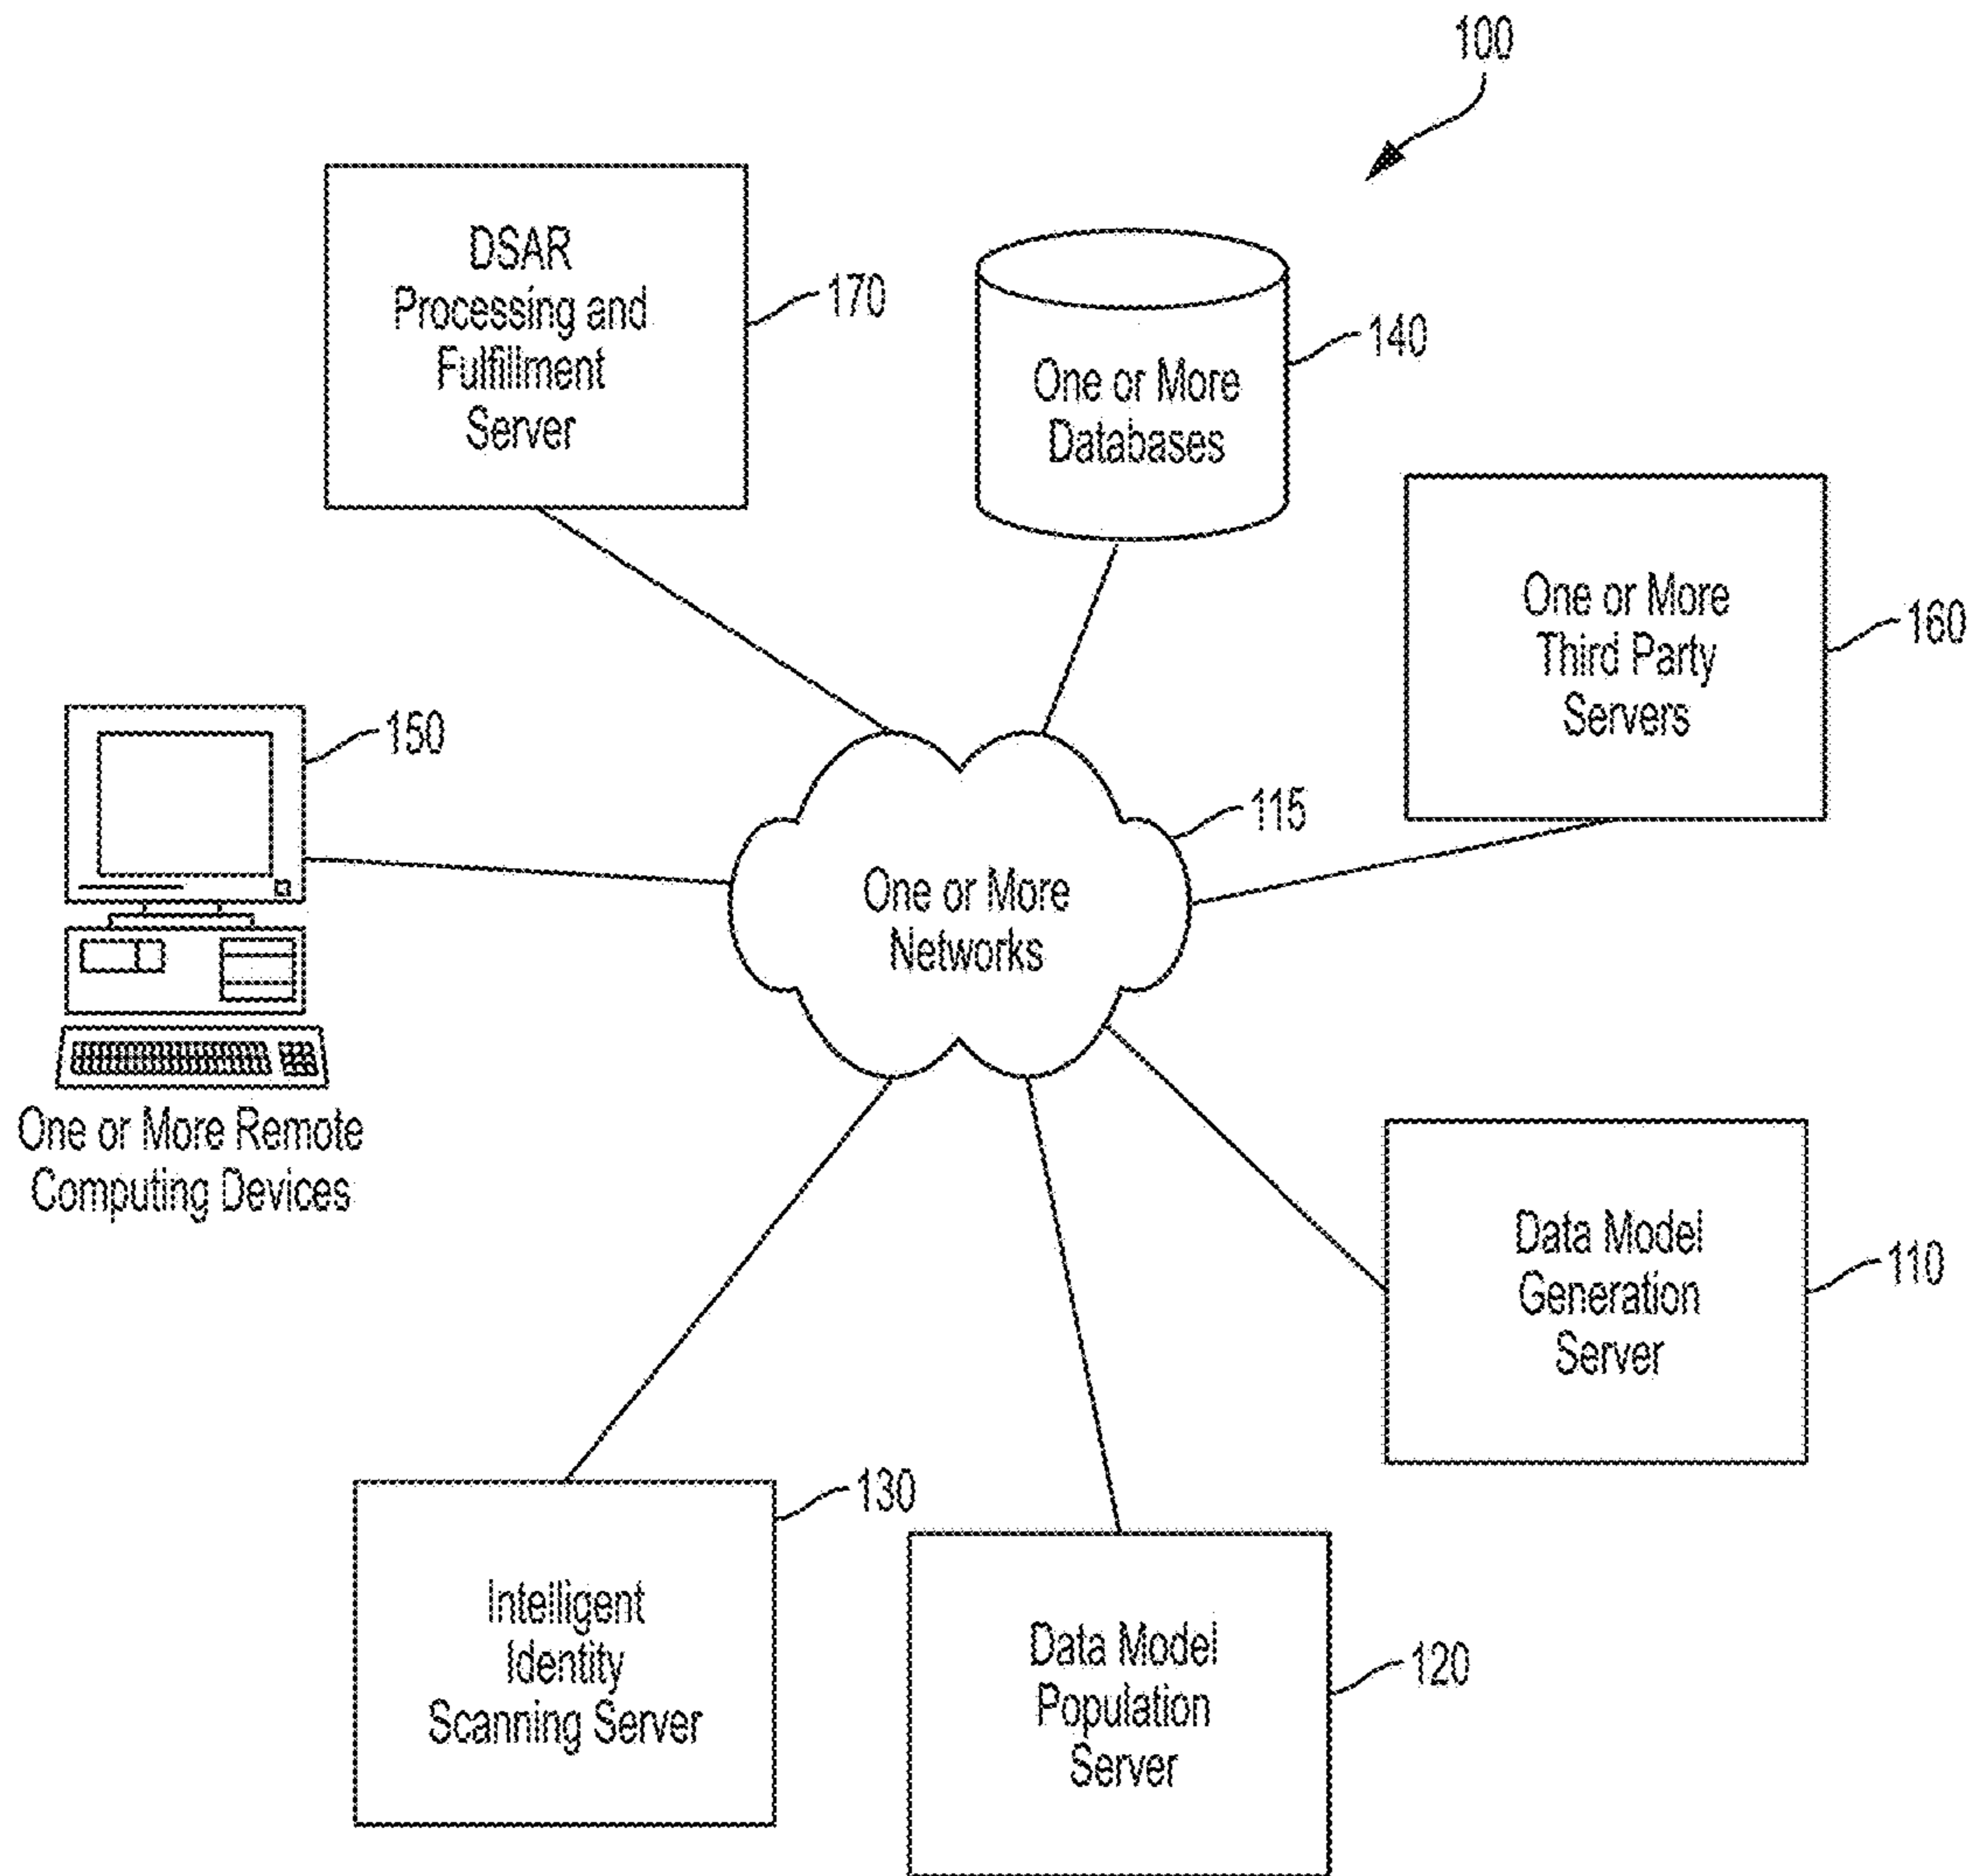 100
DSAR
Processing and
Fulfillment
Server
170
One or More
Databases
140
One or More
Third Party
Servers
160
150
115
One or More
Networks
One or More Remote
Computing Devices
Data Model
Generation
Server
110
130
Intelligent
Identity
Scanning Server
Data Model
Population
Server
120